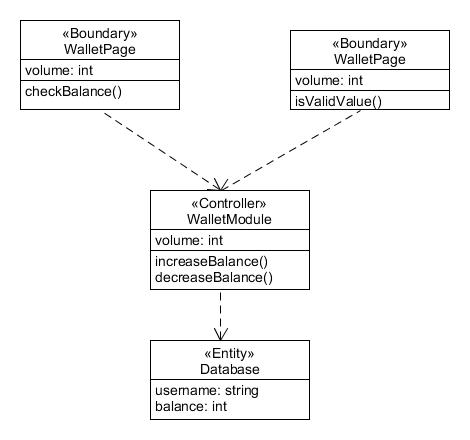 «Boundary»
WalletPage
volume: int
checkBalance()
«Boundary»
WalletPage
volume: int
isValidValue()
«Controller»
WalletModule
volume: int
increaseBalance()
decreaseBalance()
«Entity»
Database
username: string
balance: int